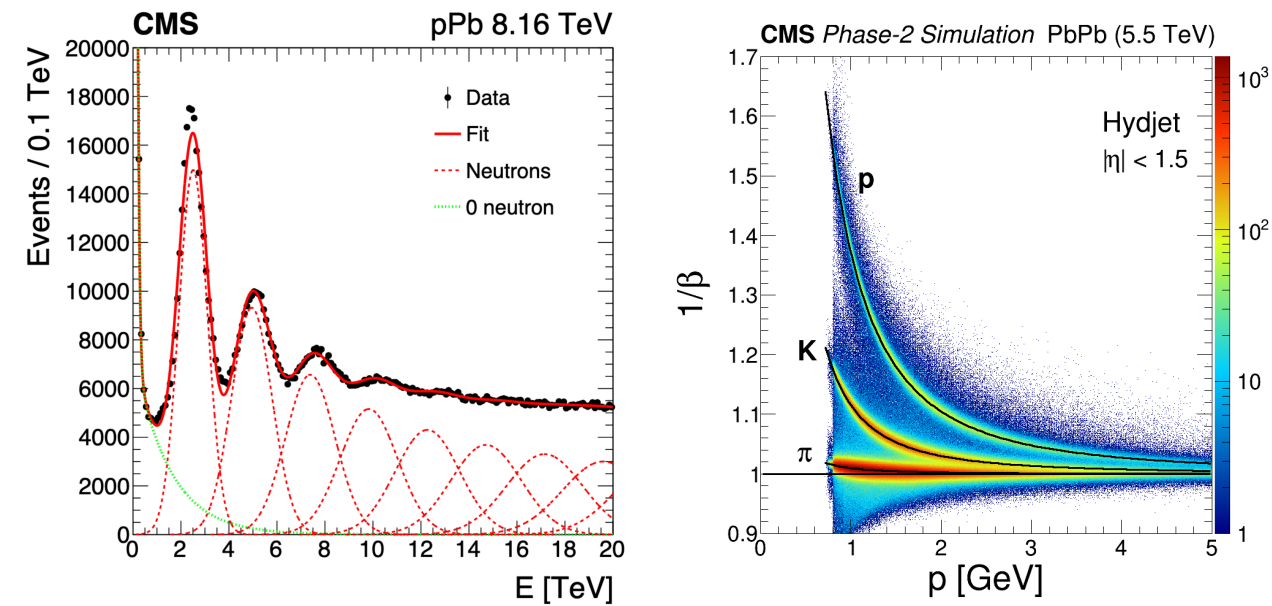 CMS pPb 8.16 TeV
Events / 0.1 TeV
20000
18000
16000
14000
12000
10000
8000
6000
4000
2000
0
Data
Fit
Neutrons
0 neutron
0 2 4 6 8 10 12 14 16 18 20
E [TeV]
CMS Phase-2 Simulation PbPb (5.5 TeV)
1/β
1.7
1.6
1.5
1.4
1.3
1.2
1.1
1
0.9
Hydjet
|η| < 1.5
p
K
π
0 1 2 3 4 5
p [GeV]
10³
10²
10
1